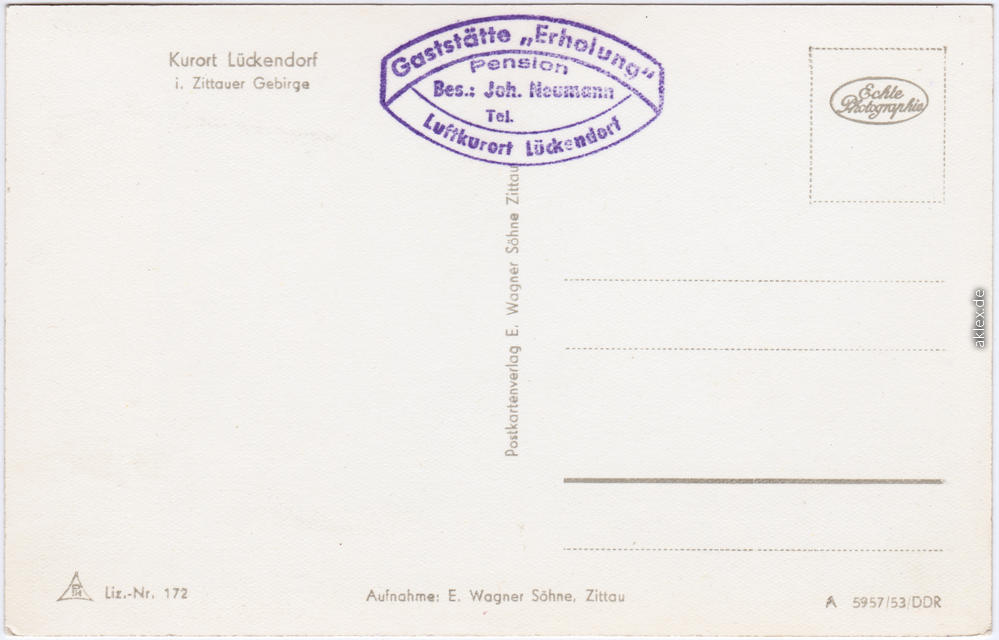 Kurort Lückendorf
i. Zittauer Gebirge
Gaststätte „Erholung"
Pension
Bes.: Joh. Neumann
Tel.
Luftkurort Lückendorf
Echte
Photographie
Postkartenverlag E. Wagner Söhne Zittau
aklex.de
Liz.-Nr. 172
Aufnahme: E. Wagner Söhne, Zittau
A 5957/53/DDR